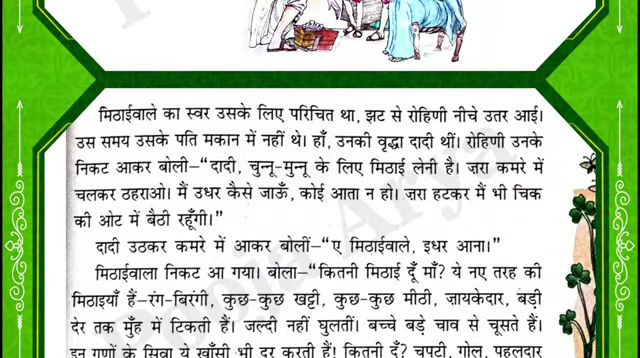 मिठाईवाले का स्वर उसके लिए परिचित था, झट से रोहिणी नीचे उतर आई।
उस समय उसके पति मकान में नहीं थे। हाँ, उनकी वृद्धा दादी थीं। रोहिणी उनके
निकट आकर बोली–“दादी, चुन्नू-मुन्नू के लिए मिठाई लेनी है। ज़रा कमरे में
चलकर ठहराओ। मैं उधर कैसे जाऊँ, कोई आता न हो। ज़रा हटकर मैं भी चिक
की ओट में बैठी रहूँगी।”
दादी उठकर कमरे में आकर बोलीं–“ए मिठाईवाले, इधर आना।”
मिठाईवाला निकट आ गया। बोला–“कितनी मिठाई दूँ माँ? ये नए तरह की
मिठाइयाँ हैं–रंग-बिरंगी, कुछ-कुछ खट्टी, कुछ-कुछ मीठी, जायकेदार, बड़ी
देर तक मुँह में टिकती हैं। जल्दी नहीं घुलतीं। बच्चे बड़े चाव से चूसते हैं।
इन गुणों के सिवा ये खाँसी भी दूर करती हैं! कितनी दूँ? चपटी, गोल, पहलदार
Pooja Arya